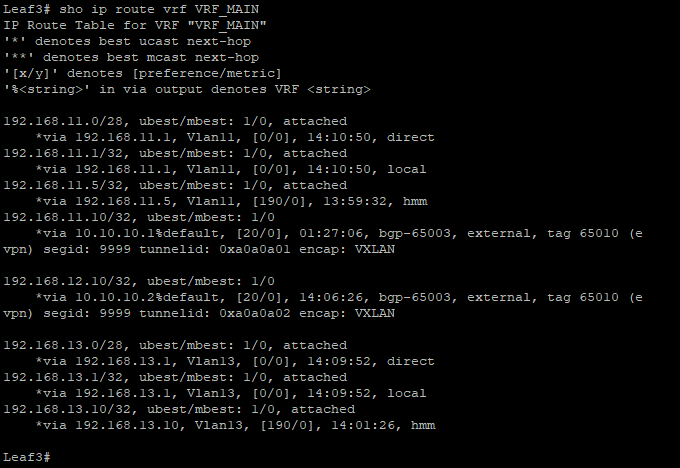 Leaf3# sho ip route vrf VRF_MAIN
IP Route Table for VRF "VRF_MAIN"
'*' denotes best ucast next-hop
'**' denotes best mcast next-hop
'[x/y]' denotes [preference/metric]
'%<string>' in via output denotes VRF <string>

192.168.11.0/28, ubest/mbest: 1/0, attached
    *via 192.168.11.1, Vlan11, [0/0], 14:10:50, direct
192.168.11.1/32, ubest/mbest: 1/0, attached
    *via 192.168.11.1, Vlan11, [0/0], 14:10:50, local
192.168.11.5/32, ubest/mbest: 1/0, attached
    *via 192.168.11.5, Vlan11, [190/0], 13:59:32, hmm
192.168.11.10/32, ubest/mbest: 1/0
    *via 10.10.10.1%default, [20/0], 01:27:06, bgp-65003, external, tag 65010 (e
vpn) segid: 9999 tunnelid: 0xa0a0a01 encap: VXLAN

192.168.12.10/32, ubest/mbest: 1/0
    *via 10.10.10.2%default, [20/0], 14:06:26, bgp-65003, external, tag 65010 (e
vpn) segid: 9999 tunnelid: 0xa0a0a02 encap: VXLAN

192.168.13.0/28, ubest/mbest: 1/0, attached
    *via 192.168.13.1, Vlan13, [0/0], 14:09:52, direct
192.168.13.1/32, ubest/mbest: 1/0, attached
    *via 192.168.13.1, Vlan13, [0/0], 14:09:52, local
192.168.13.10/32, ubest/mbest: 1/0, attached
    *via 192.168.13.10, Vlan13, [190/0], 14:01:26, hmm

Leaf3#